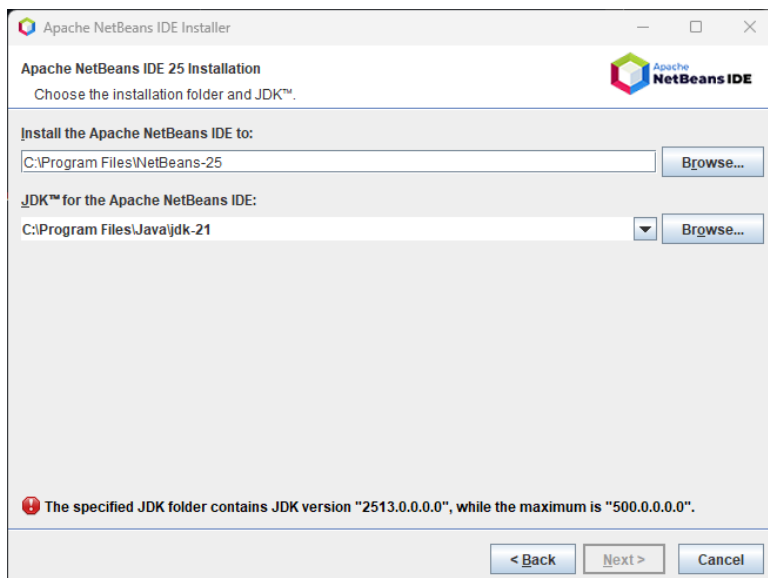 Apache NetBeans IDE Installer
Apache NetBeans IDE 25 Installation
Choose the installation folder and JDK™.
Apache
NetBeans IDE
Install the Apache NetBeans IDE to:
C:\Program Files\NetBeans-25
Browse...
JDK™ for the Apache NetBeans IDE:
C:\Program Files\Java\jdk-21
Browse...
The specified JDK folder contains JDK version "2513.0.0.0.0", while the maximum is "500.0.0.0.0".
< Back
Next >
Cancel